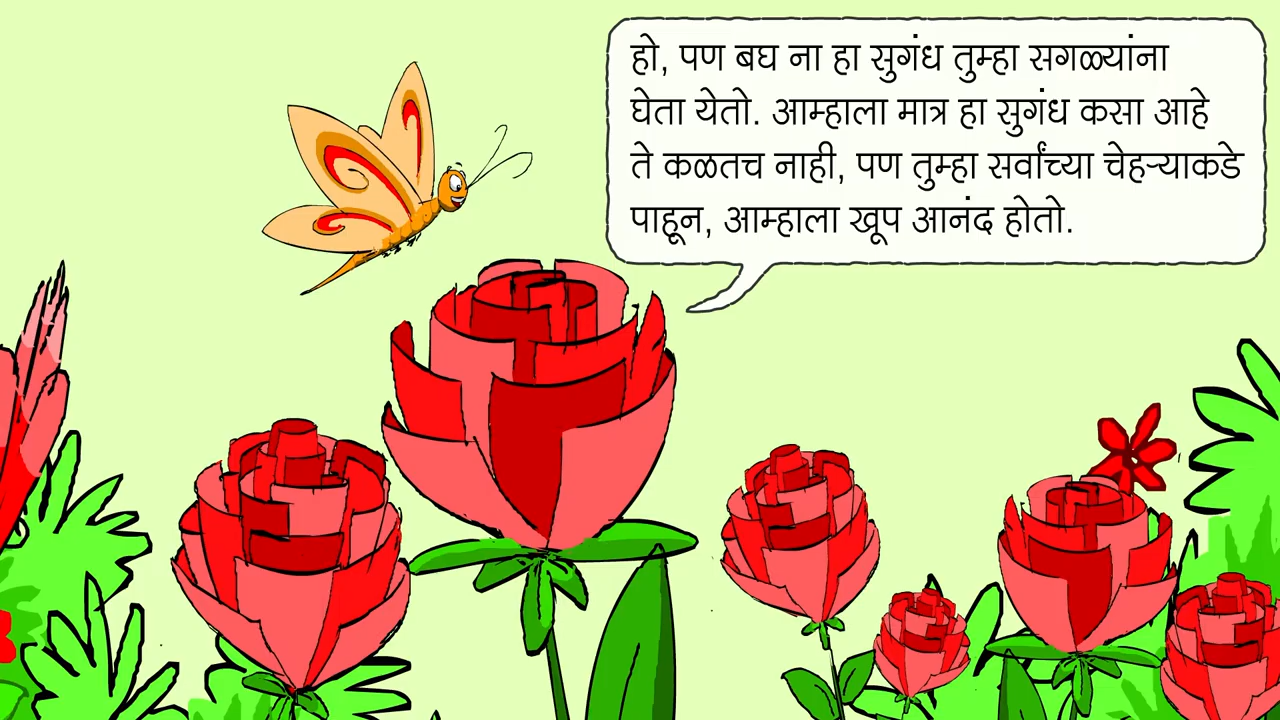 हो, पण बघ ना हा सुगंध तुम्हा सगळ्यांना
घेता येतो. आम्हाला मात्र हा सुगंध कसा आहे
ते कळतच नाही, पण तुम्हा सर्वांच्या चेहऱ्याकडे
पाहून, आम्हाला खूप आनंद होतो.